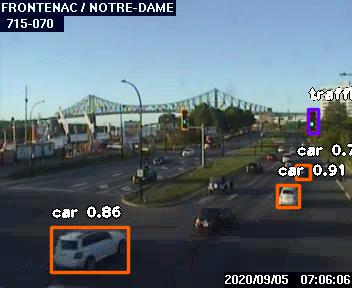 FRONTENAC / NOTRE-DAME
715-070
traffi
car 0.7
car 0.91
car 0.86
2020/09/05 07:06:06